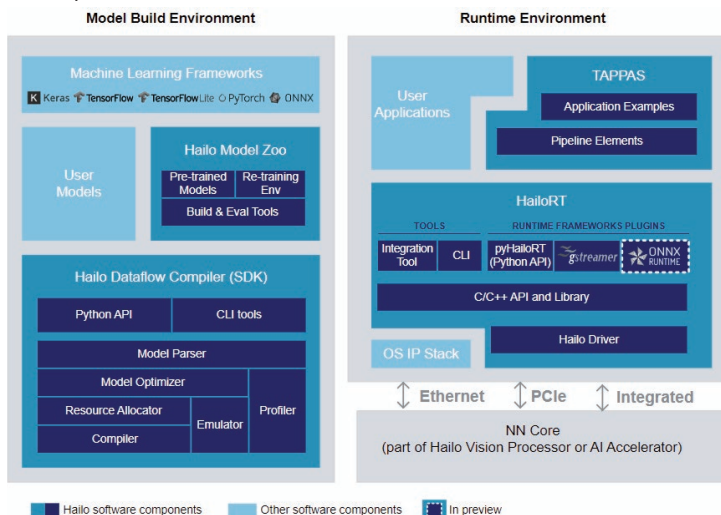 Model Build Environment
Runtime Environment
Machine Learning Frameworks
K Keras TensorFlow TensorFlow Lite PyTorch ONNX
User
Models
Hailo Model Zoo
Pre-trained
Models
Re-training
Env
Build & Eval Tools
Hailo Dataflow Compiler (SDK)
Python API
CLI tools
Model Parser
Model Optimizer
Resource Allocator
Compiler
Emulator
Profiler
User
Applications
TAPPAS
Application Examples
Pipeline Elements
HailoRT
TOOLS
RUNTIME FRAMEWORKS PLUGINS
Integration
Tool
CLI
pyHailoRT
(Python API)
gstreamer
ONNX
RUNTIME
C/C++ API and Library
OS IP Stack
Hailo Driver
Ethernet
PCIe
Integrated
NN Core
(part of Hailo Vision Processor or AI Accelerator)
Hailo software components
Other software components
In preview